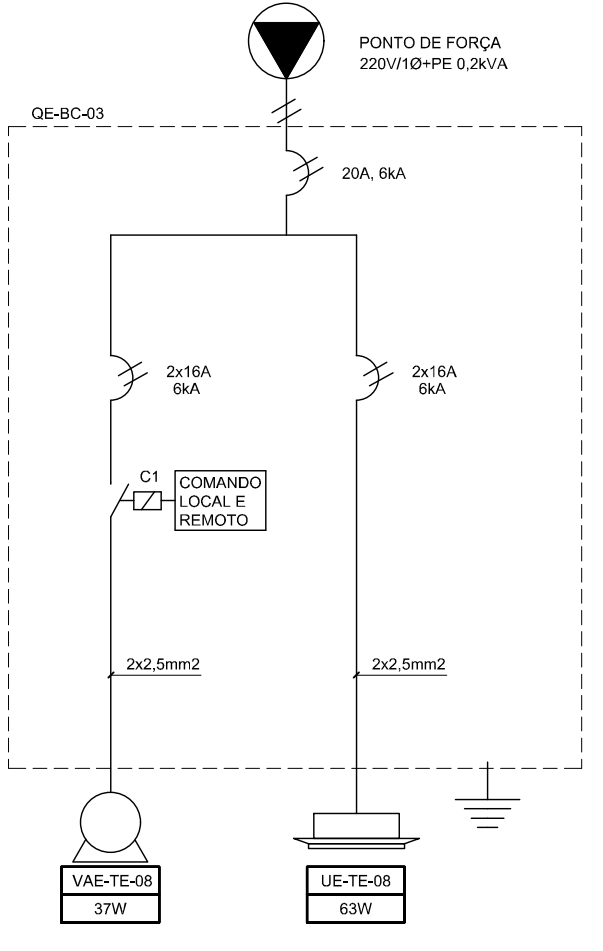 PONTO DE FORÇA
220V/1Ø+PE 0,2kVA
QE-BC-03
20A, 6kA
2x16A
6kA
2x16A
6kA
C1
COMANDO
LOCAL E
REMOTO
2x2,5mm2
2x2,5mm2
VAE-TE-08
37W
UE-TE-08
63W